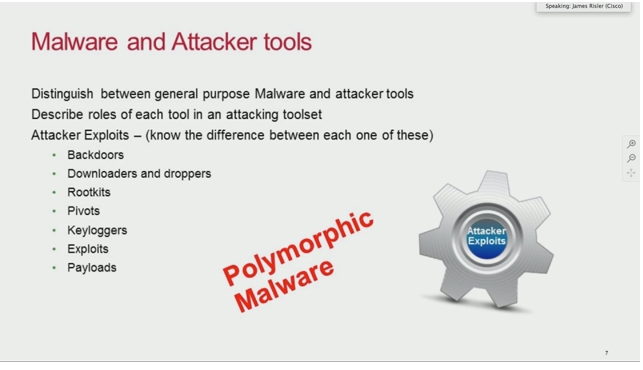 Speaking: James Risler (Cisco)
Malware and Attacker tools
Distinguish between general purpose Malware and attacker tools
Describe roles of each tool in an attacking toolset
Attacker Exploits – (know the difference between each one of these)
• Backdoors
• Downloaders and droppers
• Rootkits
• Pivots
• Keyloggers
• Exploits
• Payloads
Polymorphic
Malware
Attacker
Exploits
7